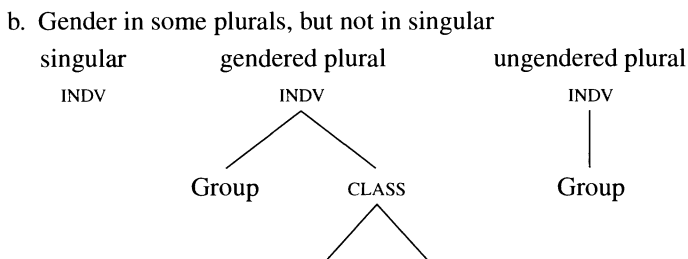 b. Gender in some plurals, but not in singular
singular gendered plural ungendered plural
INDV INDV INDV
Group CLASS Group